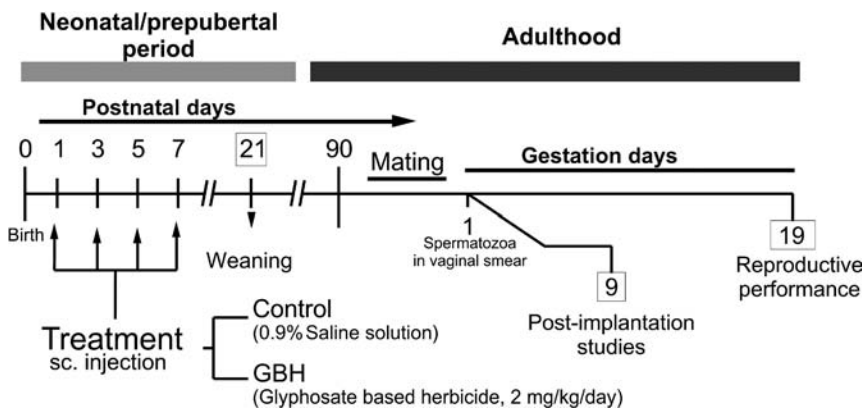 Neonatal/prepubertal
period
Adulthood
Postnatal days
0 1 3 5 7 21 90
Mating
Gestation days
Birth
Weaning
1
Spermatozoa
in vaginal smear
9
Post-implantation
studies
19
Reproductive
performance
Treatment
sc. injection
Control
(0.9% Saline solution)
GBH
(Glyphosate based herbicide, 2 mg/kg/day)